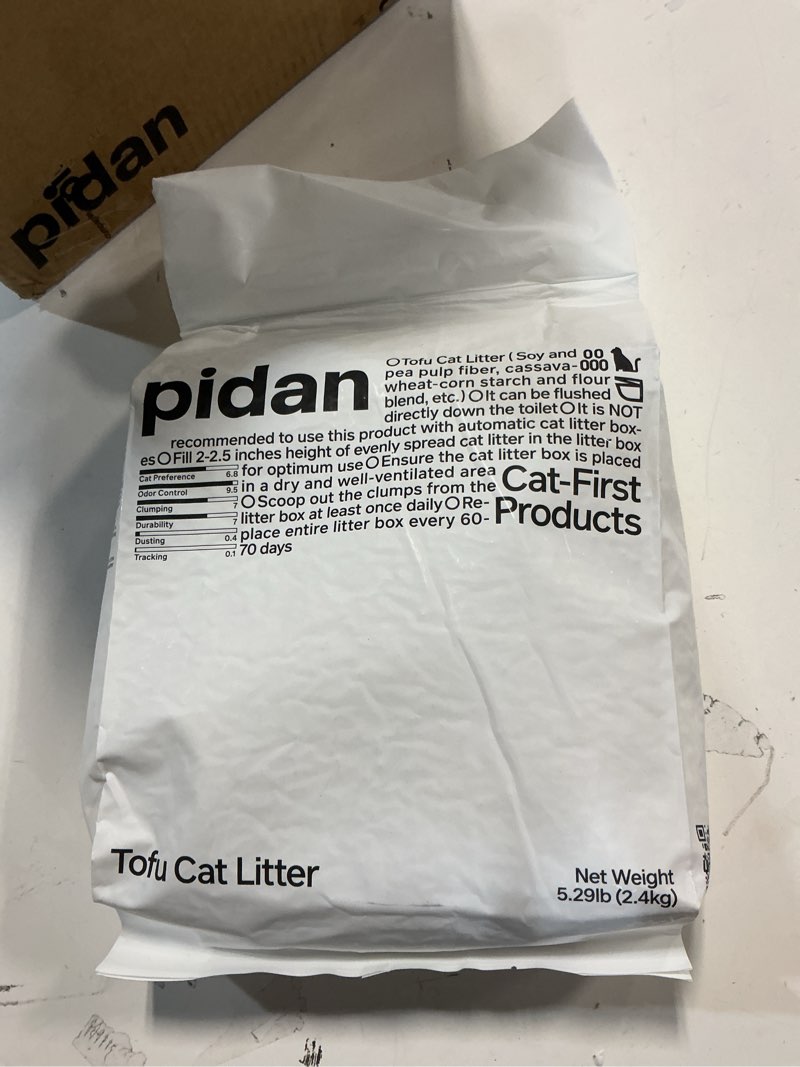 pidan
pidan
OTofu Cat Litter ( Soy and 00
pea pulp fiber, cassava- 000
wheat-corn starch and flour
blend, etc.) O It can be flushed
directly down the toilet O It is NOT
recommended to use this product with automatic cat litter box-
es O Fill 2-2.5 inches height of evenly spread cat litter in the litter box
for optimum use O Ensure the cat litter box is placed
in a dry and well-ventilated area
O Scoop out the clumps from the
litter box at least once daily O Re-
place entire litter box every 60-
70 days
Cat Preference 6.8
Odor Control 9.5
Clumping 7
Durability 7
Dusting 0.4
Tracking 0.1
Cat-First
Products
Tofu Cat Litter
Net Weight
5.29lb (2.4kg)